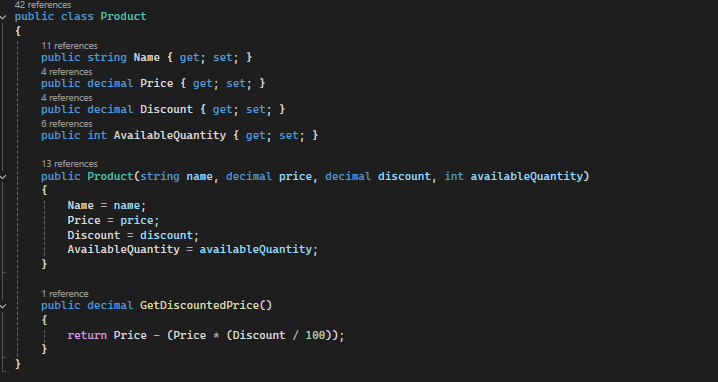 42 references
public class Product
{
11 references
public string Name { get; set; }
4 references
public decimal Price { get; set; }
4 references
public decimal Discount { get; set; }
6 references
public int AvailableQuantity { get; set; }
13 references
public Product(string name, decimal price, decimal discount, int availableQuantity)
{
Name = name;
Price = price;
Discount = discount;
AvailableQuantity = availableQuantity;
}
1 reference
public decimal GetDiscountedPrice()
{
return Price - (Price * (Discount / 100));
}
}